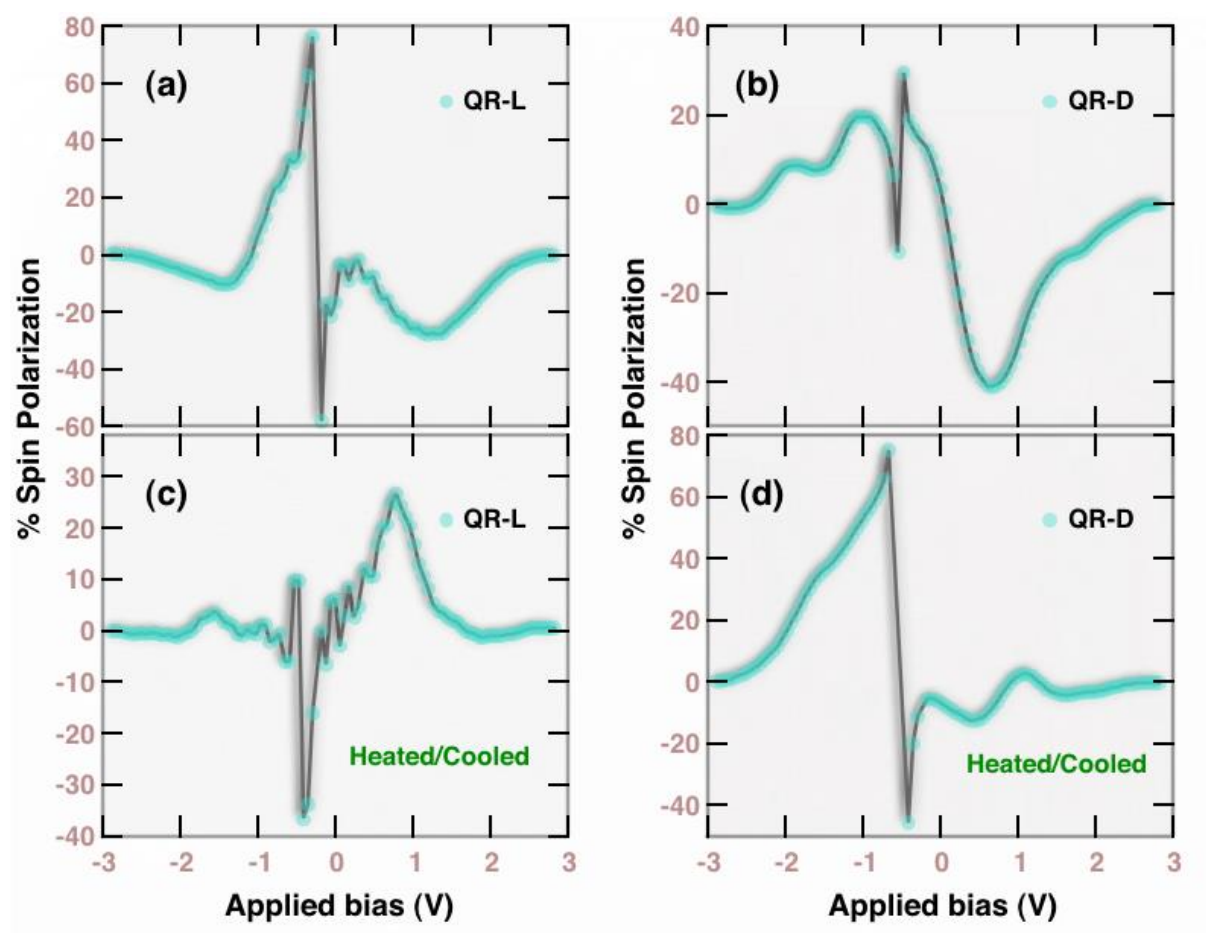 80
60
40
20
0
-20
-40
-60
(a)
QR-L
40
20
0
-20
-40
(b)
QR-D
% Spin Polarization
% Spin Polarization
30
20
10
0
-10
-20
-30
-40
(c)
QR-L
Heated/Cooled
-3 -2 -1 0 1 2 3
Applied bias (V)
80
60
40
20
0
-20
-40
(d)
QR-D
Heated/Cooled
-3 -2 -1 0 1 2 3
Applied bias (V)